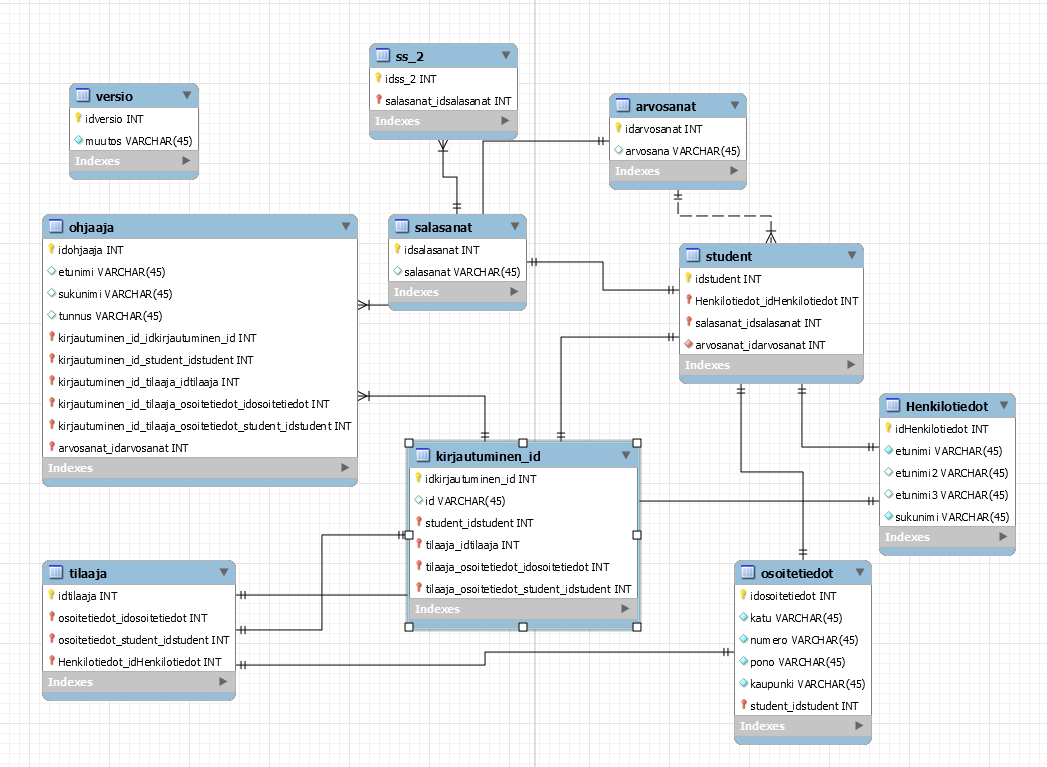 ss_2
idss_2 INT
salasanat_idsalasanat INT
Indexes
versio
idversio INT
muutos VARCHAR(45)
Indexes
arvosanat
idarvosanat INT
arvosana VARCHAR(45)
Indexes
ohjaaja
idohjaaja INT
etunimi VARCHAR(45)
sukunimi VARCHAR(45)
tunnus VARCHAR(45)
kirjautuminen_id_idkirjautuminen_id INT
kirjautuminen_id_student_idstudent INT
kirjautuminen_id_tilaaja_idtilaaja INT
kirjautuminen_id_tilaaja_osoitetiedot_idosoitetiedot INT
kirjautuminen_id_tilaaja_osoitetiedot_student_idstudent INT
arvosanat_idarvosanat INT
Indexes
salasanat
idsalasanat INT
salasanat VARCHAR(45)
Indexes
student
idstudent INT
Henkilotiedot_idHenkilotiedot INT
salasanat_idsalasanat INT
arvosanat_idarvosanat INT
Indexes
Henkilotiedot
idHenkilotiedot INT
etunimi VARCHAR(45)
etunimi2 VARCHAR(45)
etunimi3 VARCHAR(45)
sukunimi VARCHAR(45)
Indexes
kirjautuminen_id
idkirjautuminen_id INT
id VARCHAR(45)
student_idstudent INT
tilaaja_idtilaaja INT
tilaaja_osoitetiedot_idosoitetiedot INT
tilaaja_osoitetiedot_student_idstudent INT
Indexes
tilaaja
idtilaaja INT
osoitetiedot_idosoitetiedot INT
osoitetiedot_student_idstudent INT
Henkilotiedot_idHenkilotiedot INT
Indexes
osoitetiedot
idosoitetiedot INT
katu VARCHAR(45)
numero VARCHAR(45)
pono VARCHAR(45)
kaupunki VARCHAR(45)
student_idstudent INT
Indexes